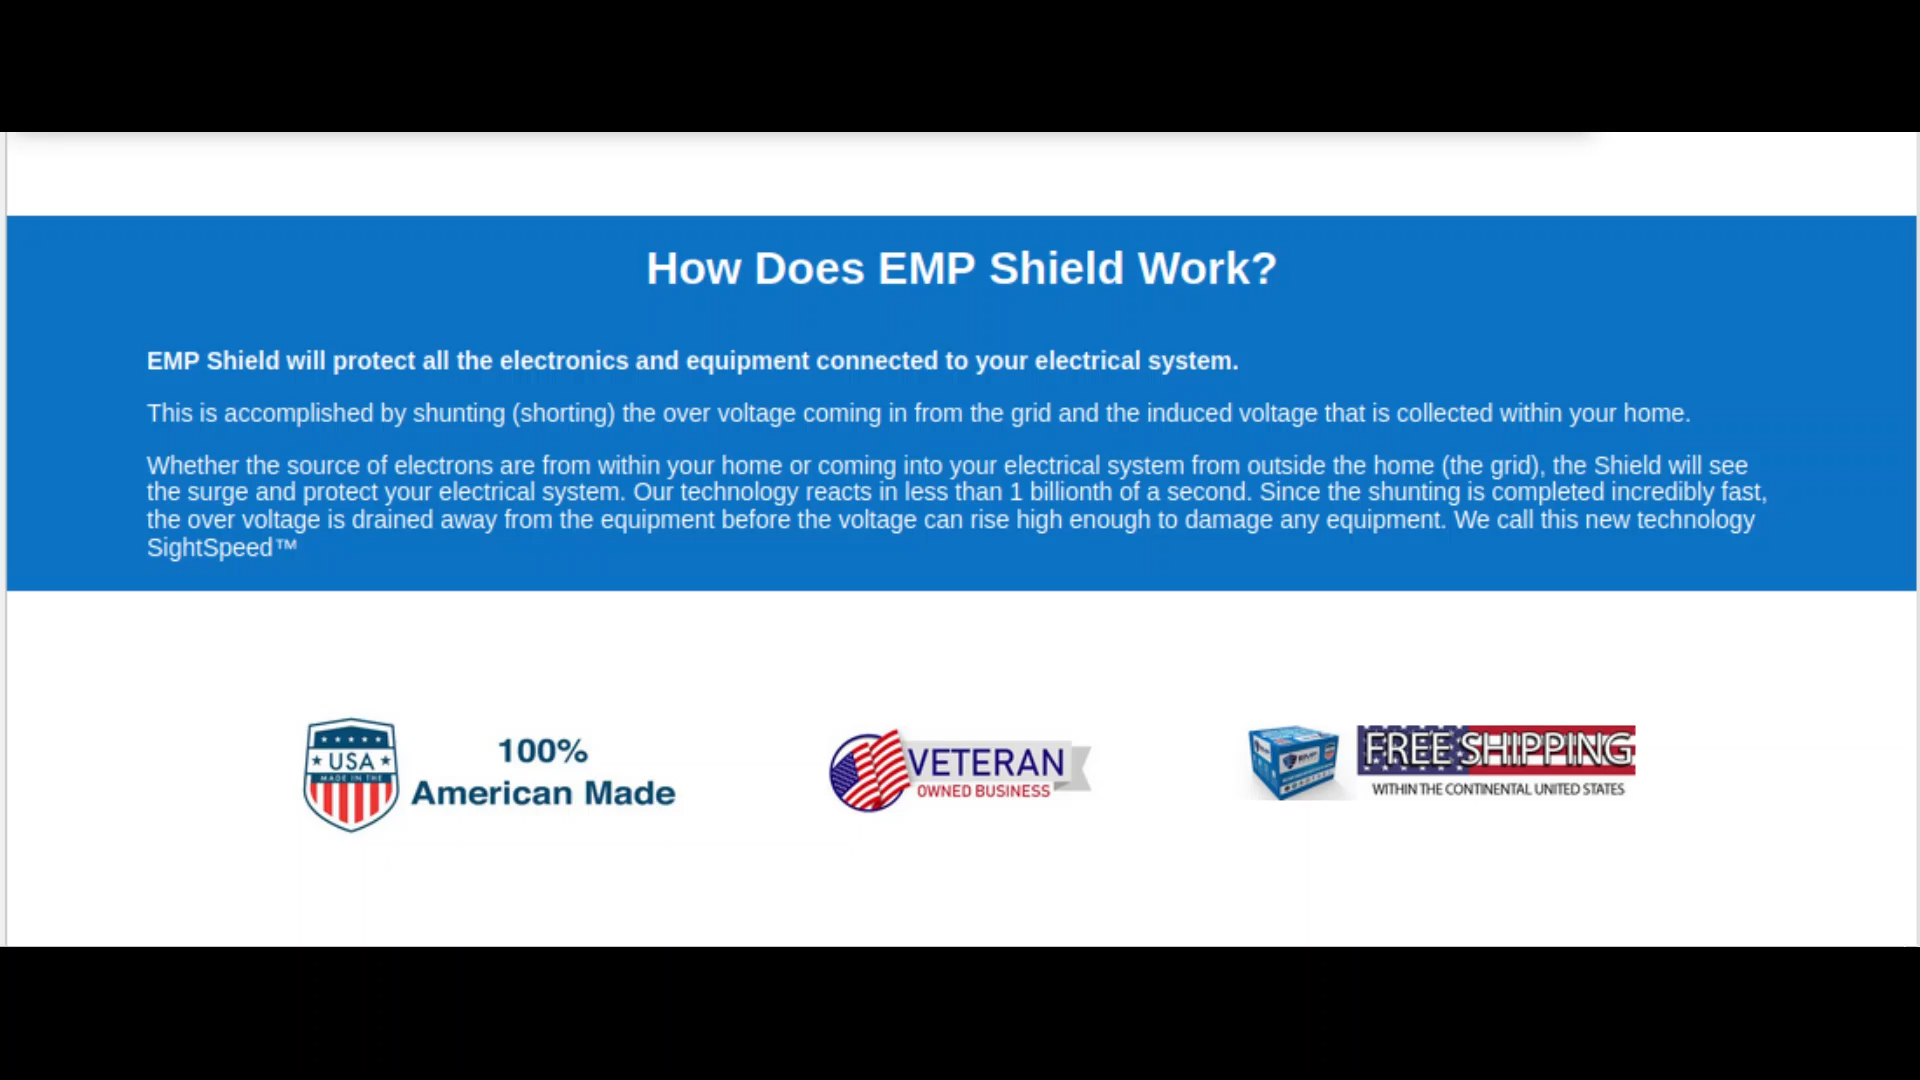 How Does EMP Shield Work?
EMP Shield will protect all the electronics and equipment connected to your electrical system.
This is accomplished by shunting (shorting) the over voltage coming in from the grid and the induced voltage that is collected within your home.
Whether the source of electrons are from within your home or coming into your electrical system from outside the home (the grid), the Shield will see
the surge and protect your electrical system. Our technology reacts in less than 1 billionth of a second. Since the shunting is completed incredibly fast,
the over voltage is drained away from the equipment before the voltage can rise high enough to damage any equipment. We call this new technology
SightSpeed™
USA
MADE IN THE
100%
American Made
VETERAN
OWNED BUSINESS
FREE SHIPPING
WITHIN THE CONTINENTAL UNITED STATES